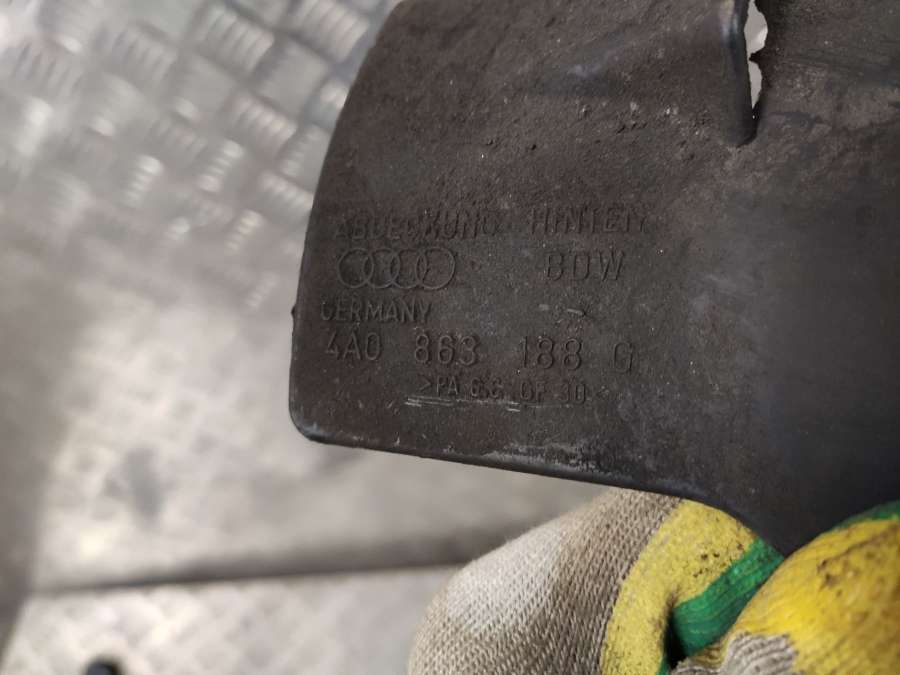 ABDECKUNG HINTEN
BDW
GERMANY
4A0 863 188 G
>PA 6.6 GF 30<